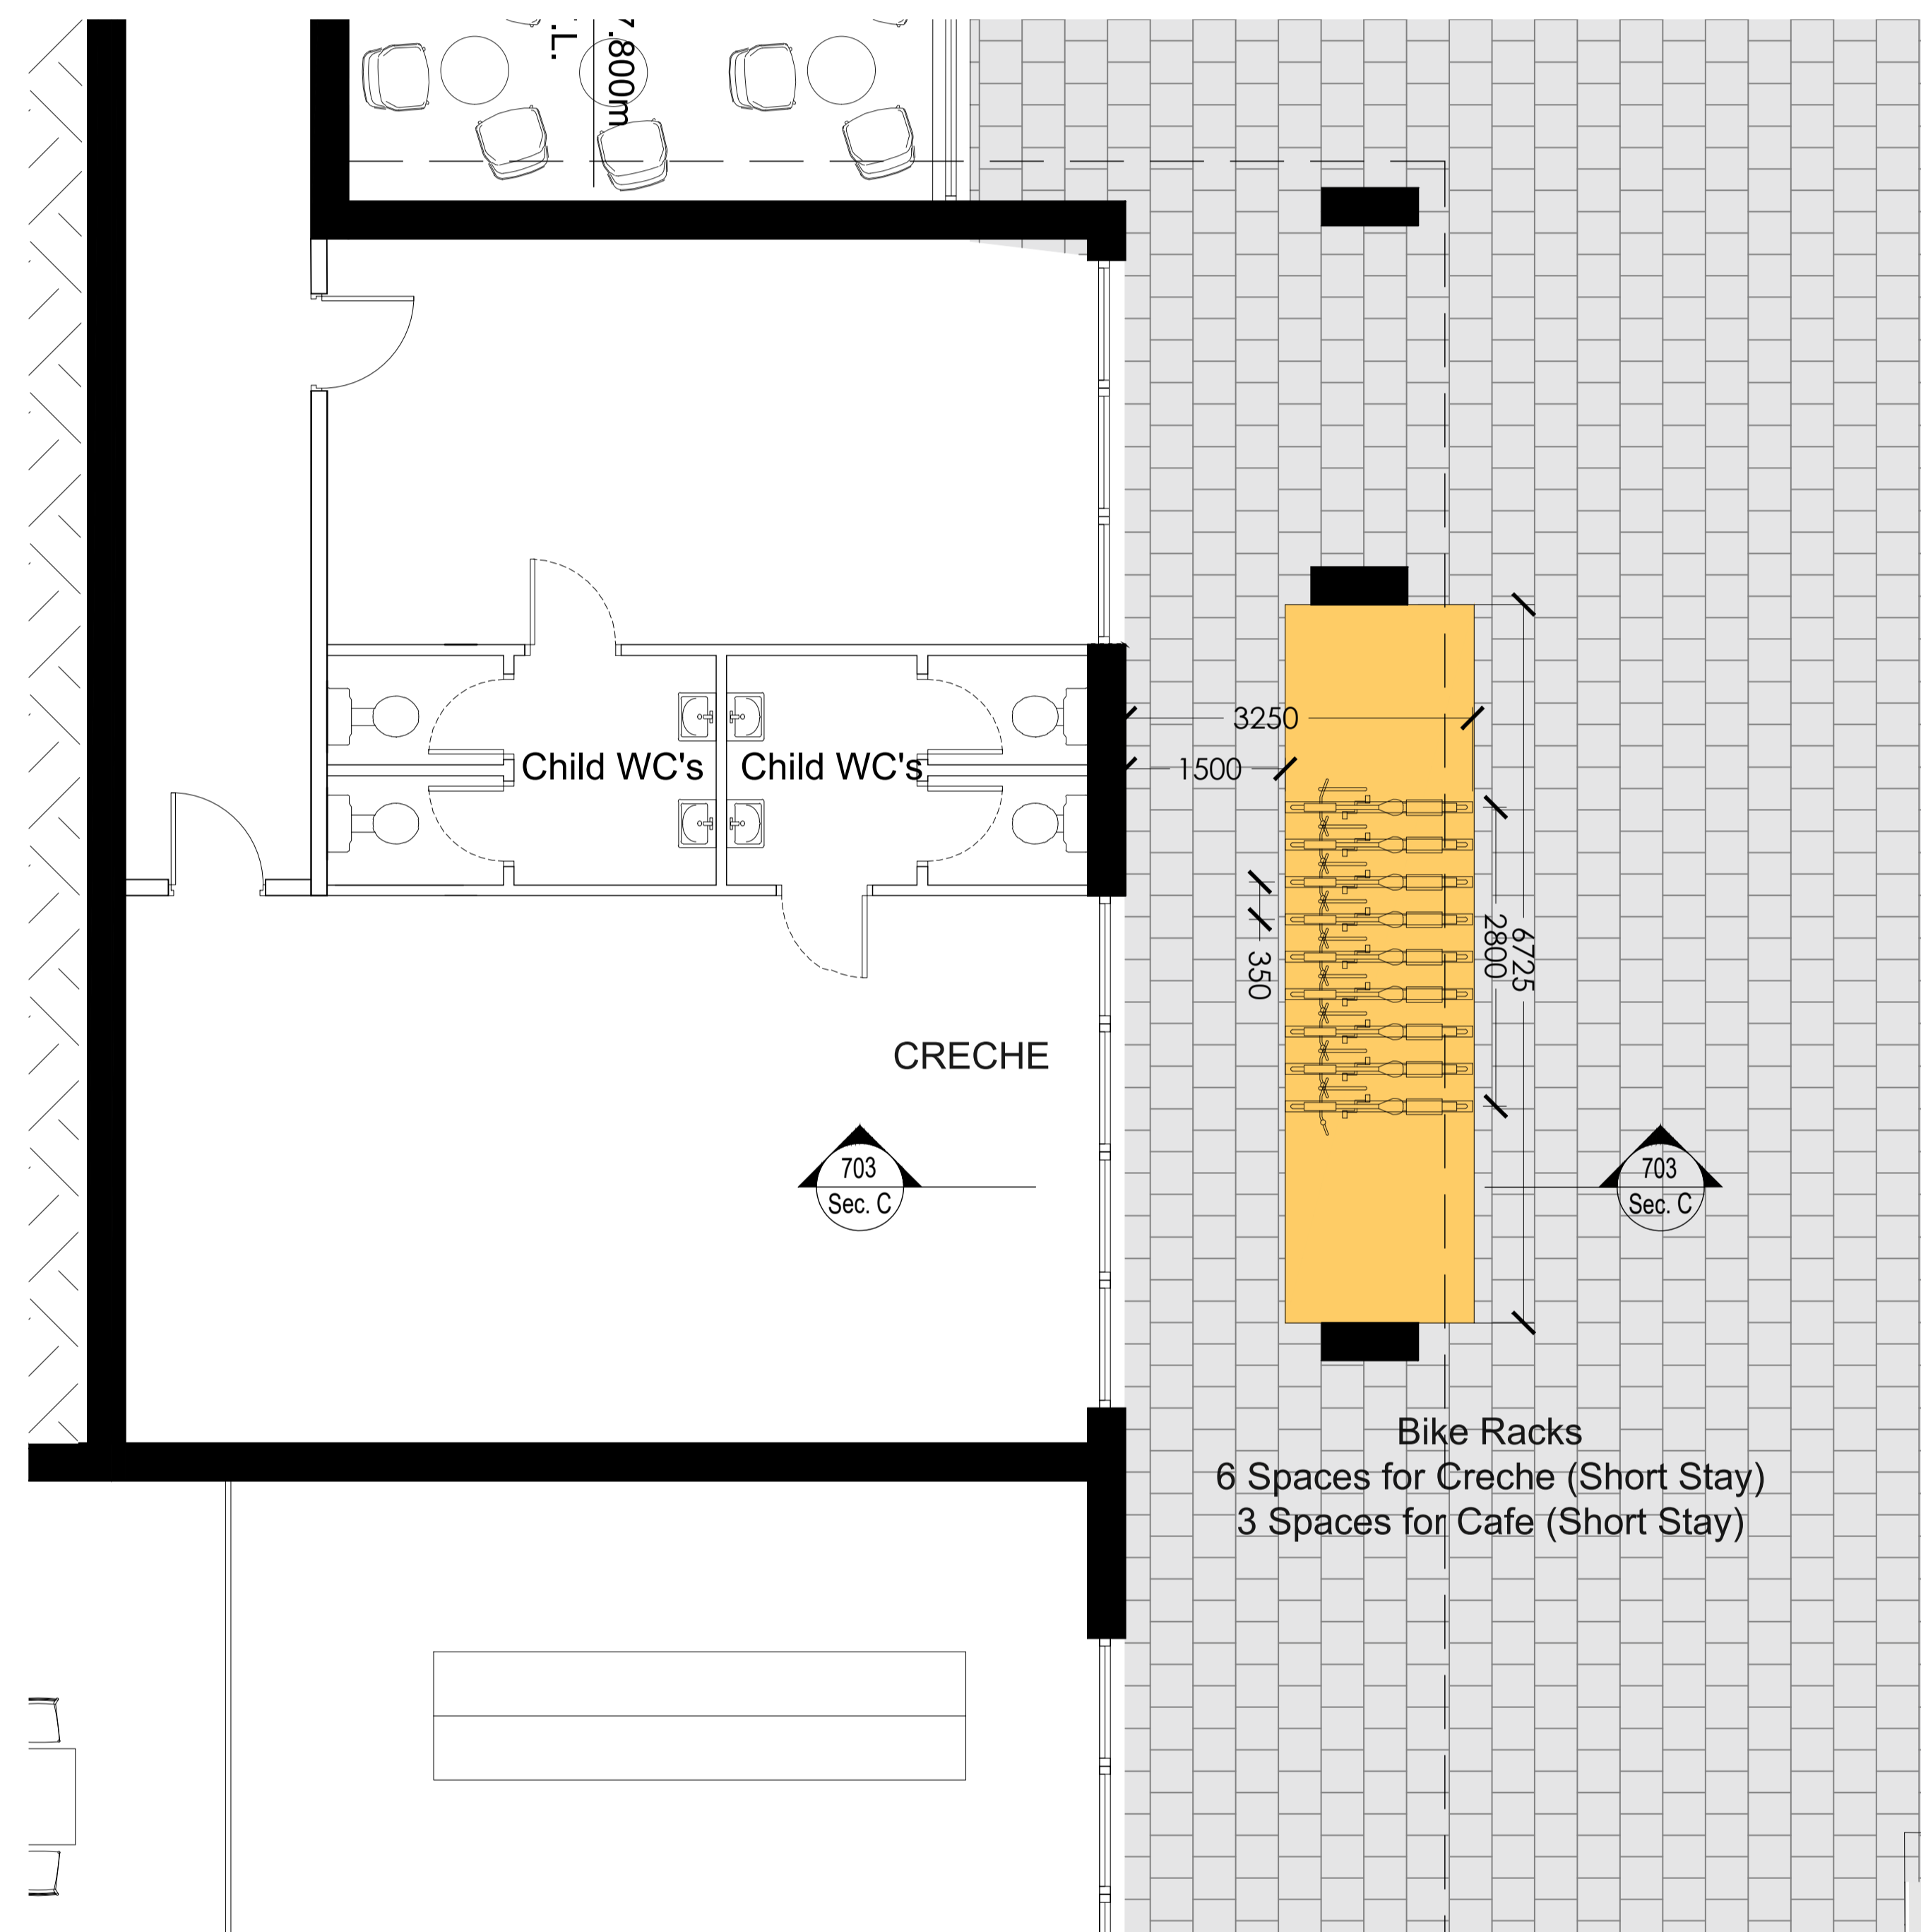 7.800m
.L.
3250
Child WC's
Child WC's
1500
350
2800
6725
CRECHE
703
Sec. C
703
Sec. C
Bike Racks
6 Spaces for Creche (Short Stay)
3 Spaces for Cafe (Short Stay)